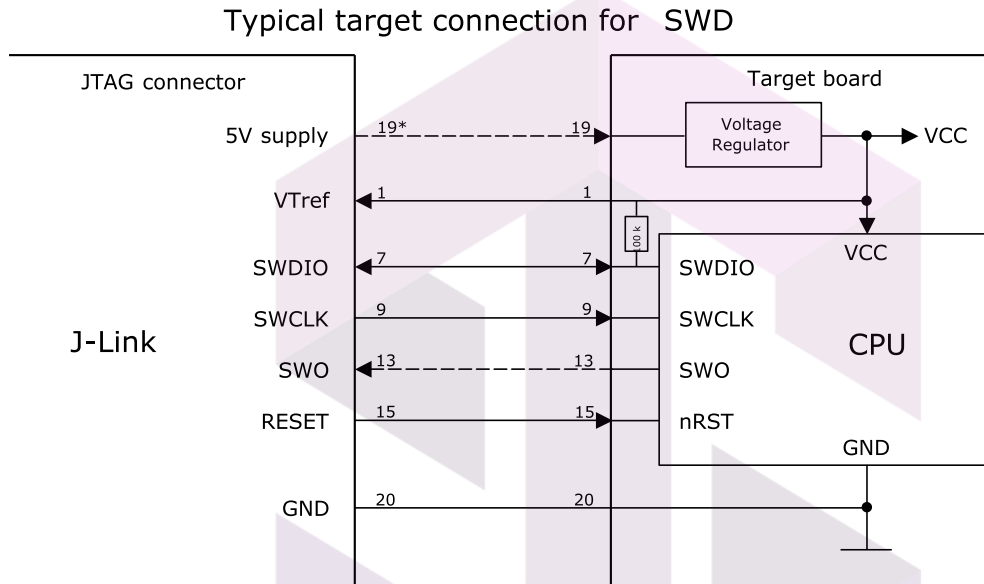 Typical target connection for SWD
JTAG connector
Target board
5V supply
19*
19
Voltage
Regulator
VCC
VTref
1
1
100 k
VCC
SWDIO
7
7
SWDIO
SWCLK
9
9
SWCLK
J-Link
CPU
SWO
13
13
SWO
RESET
15
15
nRST
GND
GND
20
20